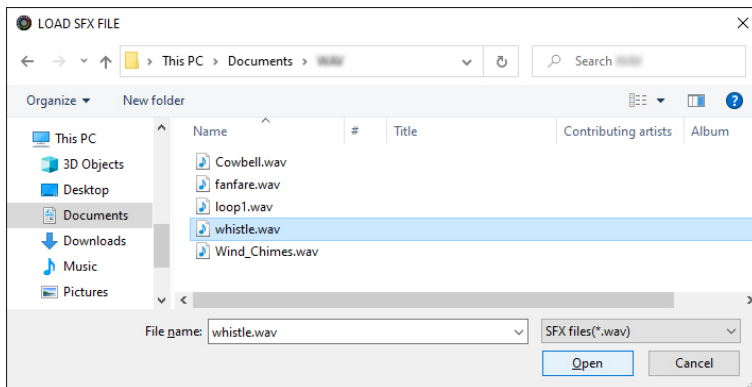 LOAD SFX FILE
This PC > Documents >
Search
Organize New folder
This PC
3D Objects
Desktop
Documents
Downloads
Music
Pictures
Name # Title Contributing artists Album
Cowbell.wav
fanfare.wav
loop1.wav
whistle.wav
Wind_Chimes.wav
File name: whistle.wav SFX files(*.wav)
Open Cancel